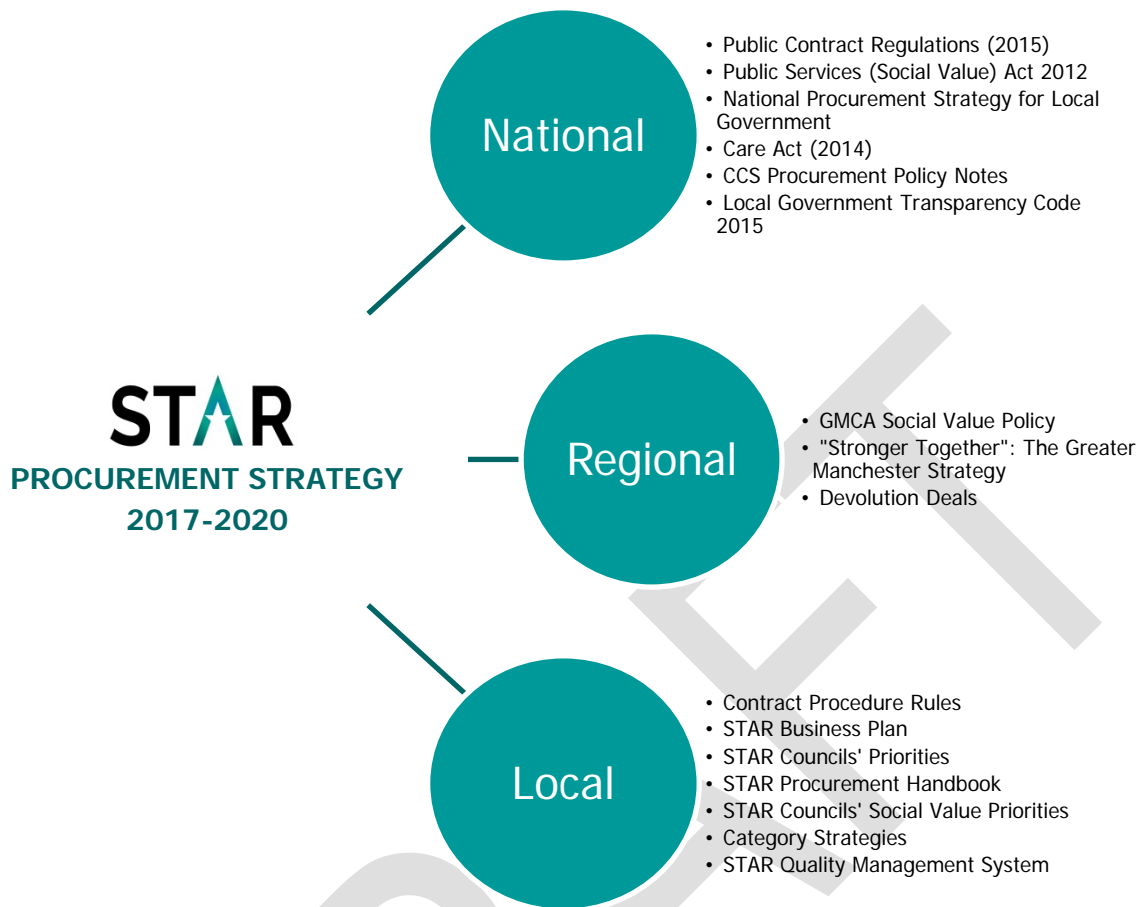 National
• Public Contract Regulations (2015)
• Public Services (Social Value) Act 2012
• National Procurement Strategy for Local
Government
• Care Act (2014)
• CCS Procurement Policy Notes
• Local Government Transparency Code
2015
STAR
PROCUREMENT STRATEGY
2017-2020
Regional
• GMCA Social Value Policy
• "Stronger Together": The Greater
Manchester Strategy
• Devolution Deals
Local
• Contract Procedure Rules
• STAR Business Plan
• STAR Councils' Priorities
• STAR Procurement Handbook
• STAR Councils' Social Value Priorities
• Category Strategies
• STAR Quality Management System